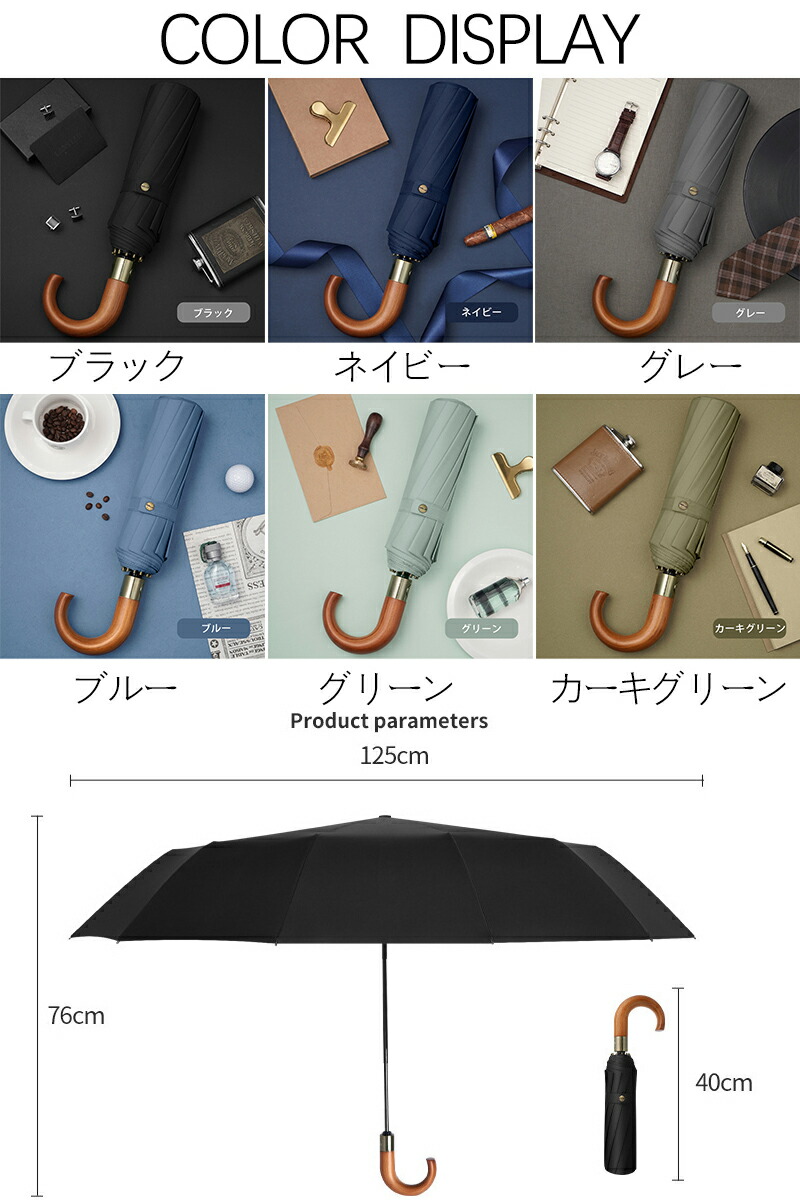 COLOR DISPLAY
ブラック
ネイビー
グレー
ブラック
ネイビー
グレー
ブルー
グリーン
カーキグリーン
ブルー
グリーン
カーキグリーン
Product parameters
125cm
76cm
40cm